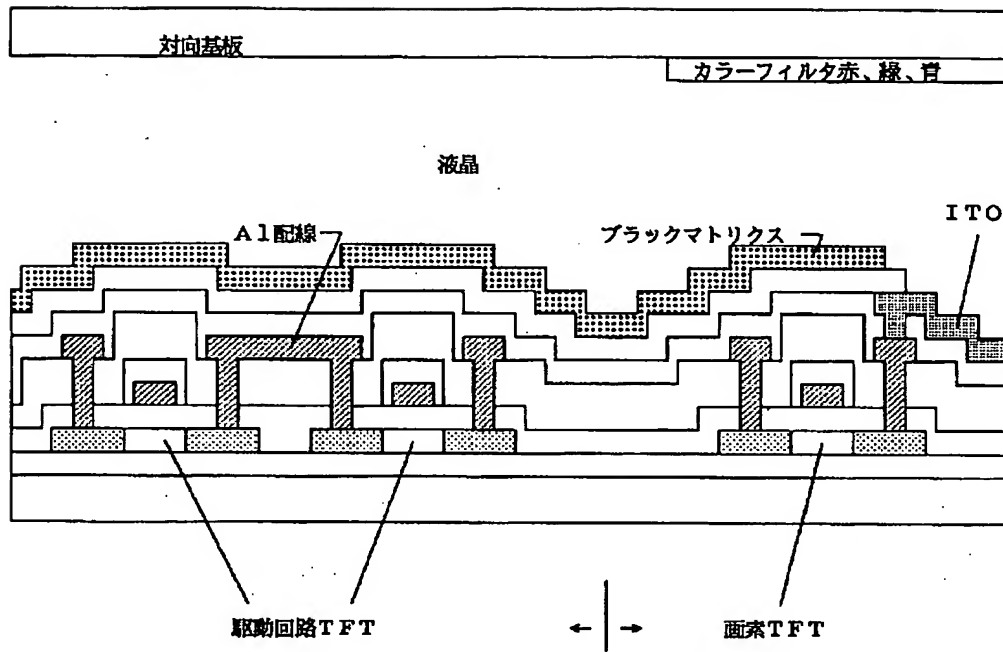 対向基板
カラーフィルタ赤、緑、青
液晶
ITO
Al配線
ブラックマトリクス
駆動回路TFT
← →
画素TFT